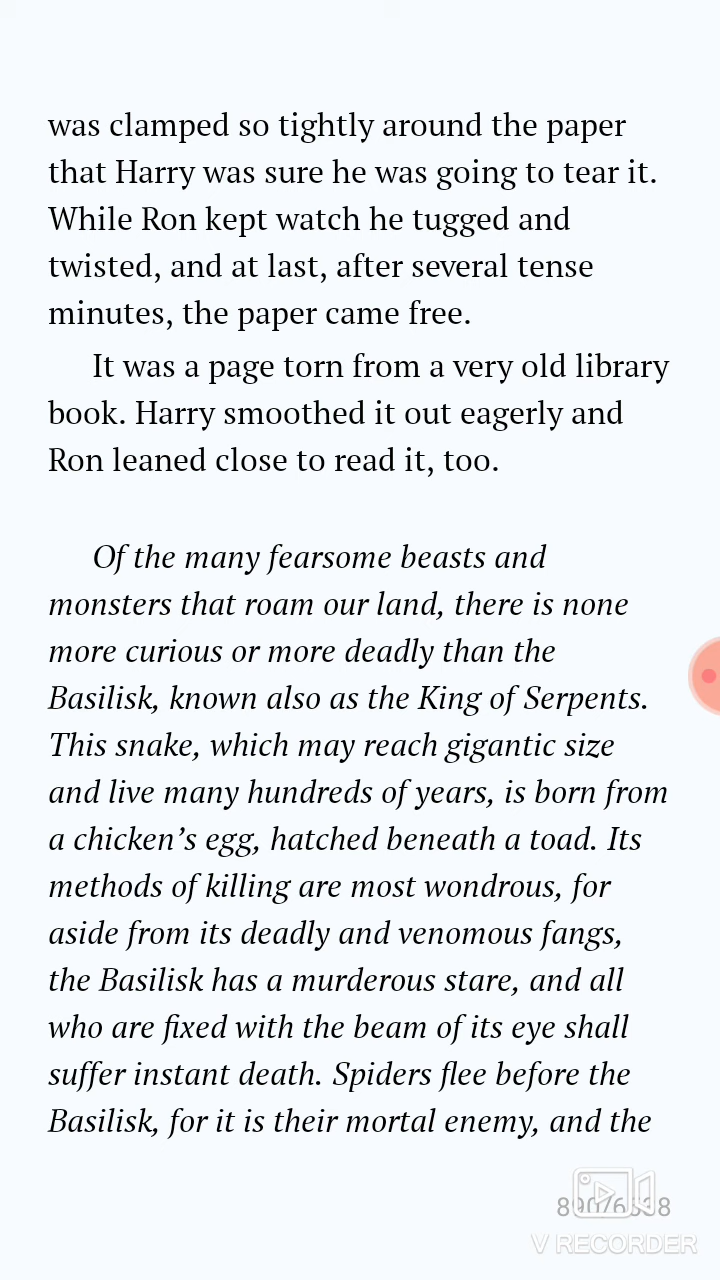 was clamped so tightly around the paper
that Harry was sure he was going to tear it.
While Ron kept watch he tugged and
twisted, and at last, after several tense
minutes, the paper came free.
It was a page torn from a very old library
book. Harry smoothed it out eagerly and
Ron leaned close to read it, too.
Of the many fearsome beasts and
monsters that roam our land, there is none
more curious or more deadly than the
Basilisk, known also as the King of Serpents.
This snake, which may reach gigantic size
and live many hundreds of years, is born from
a chicken’s egg, hatched beneath a toad. Its
methods of killing are most wondrous, for
aside from its deadly and venomous fangs,
the Basilisk has a murderous stare, and all
who are fixed with the beam of its eye shall
suffer instant death. Spiders flee before the
Basilisk, for it is their mortal enemy, and the
V RECORDER